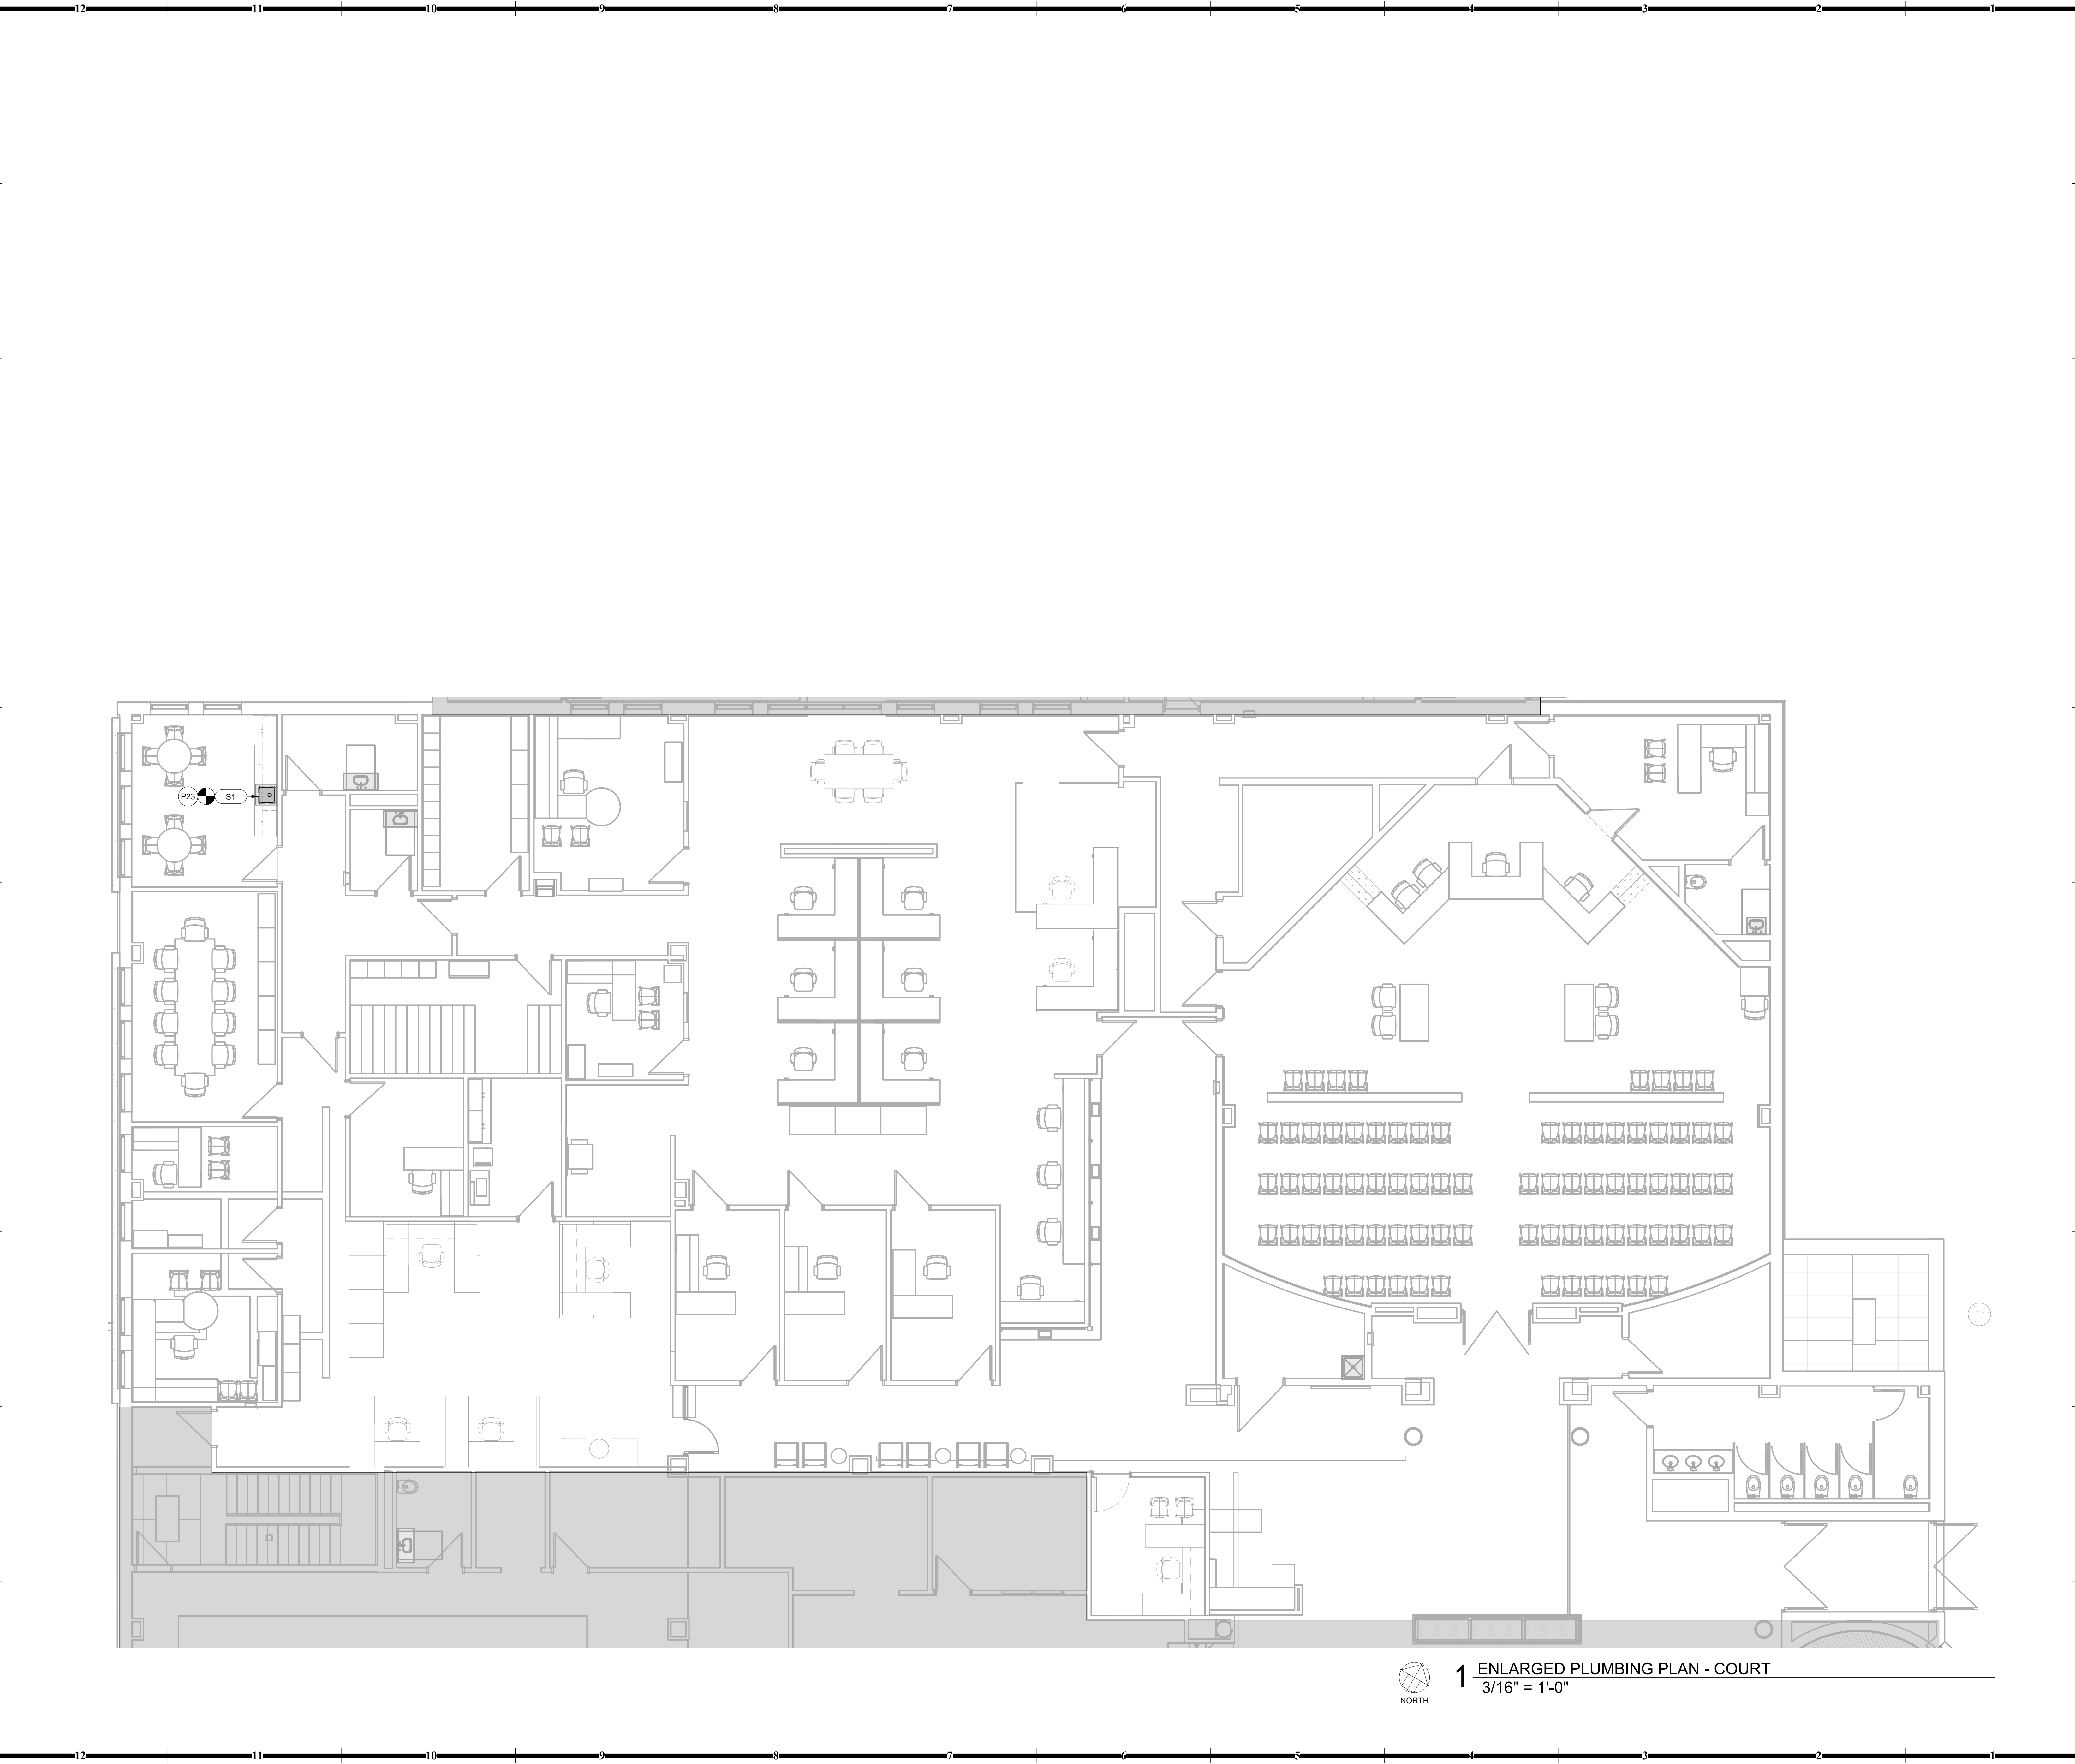 12 11 10 9 8 7 6 5 4 3 2 1
P23 S1
1 ENLARGED PLUMBING PLAN - COURT
3/16" = 1'-0"
NORTH
12 11 10 9 8 7 6 5 4 3 2 1